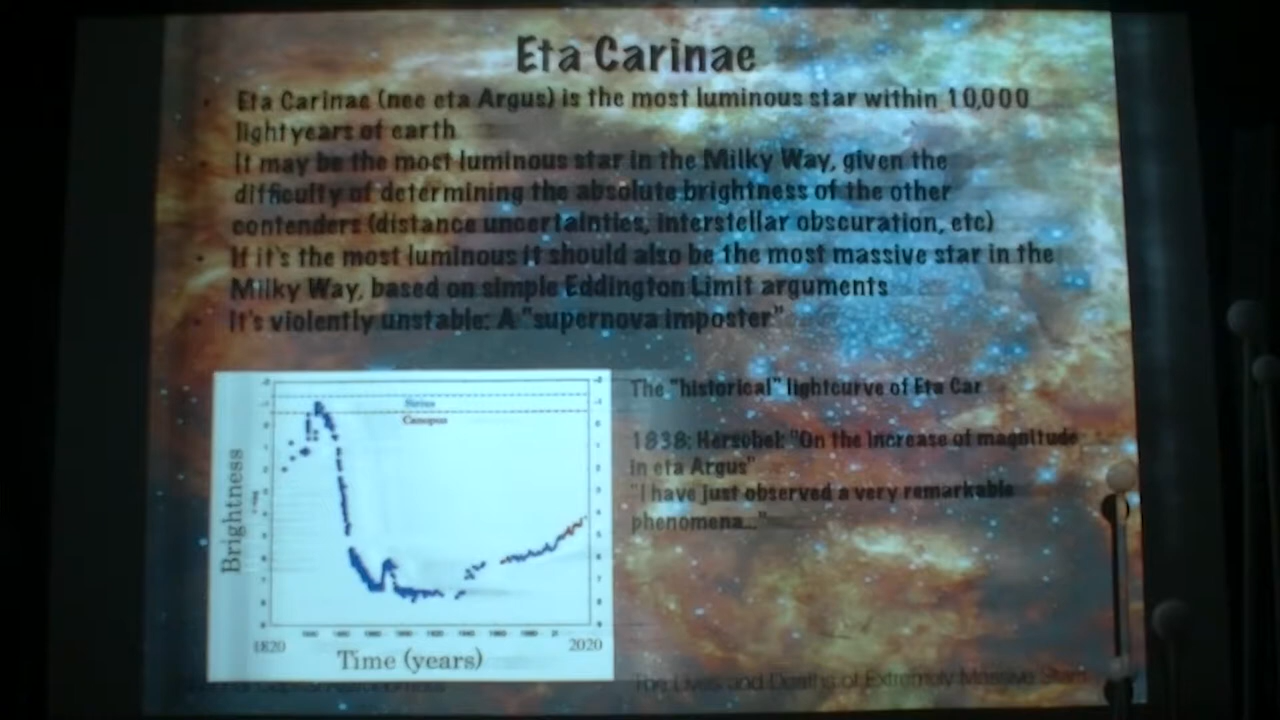 Eta Carinae
Eta Carinae (nee eta Argus) is the most luminous star within 10,000
lightyears of earth
It may be the most luminous star in the Milky Way, given the
difficulty of determining the absolute brightness of the other
contenders (distance uncertainties, interstellar obscuration, etc)
If it's the most luminous it should also be the most massive star in the
Milky Way, based on simple Eddington Limit arguments
It's violently unstable: A "supernova imposter"
Sirius
Canopus
Brightness
1820
2020
Time (years)
The "historical" lightcurve of Eta Car
1838: Herschel: "On the Increase of magnitude
in eta Argus"
"I have just observed a very remarkable
phenomena..."
The Lives and Deaths of Extremely Massive Stars